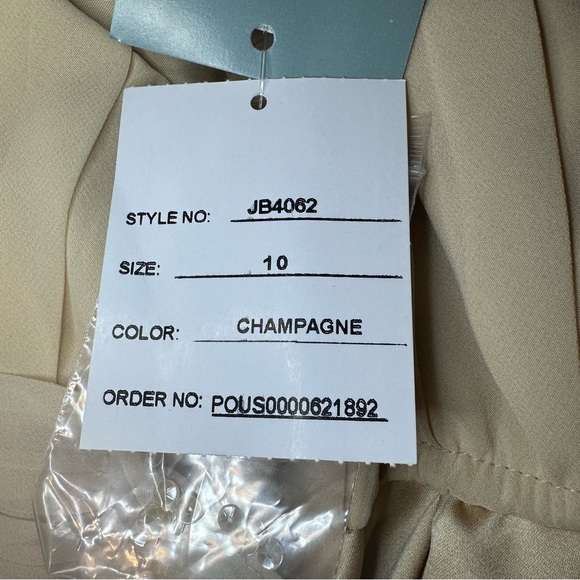 STYLE NO: JB4062
SIZE: 10
COLOR: CHAMPAGNE
ORDER NO: POUS0000621892